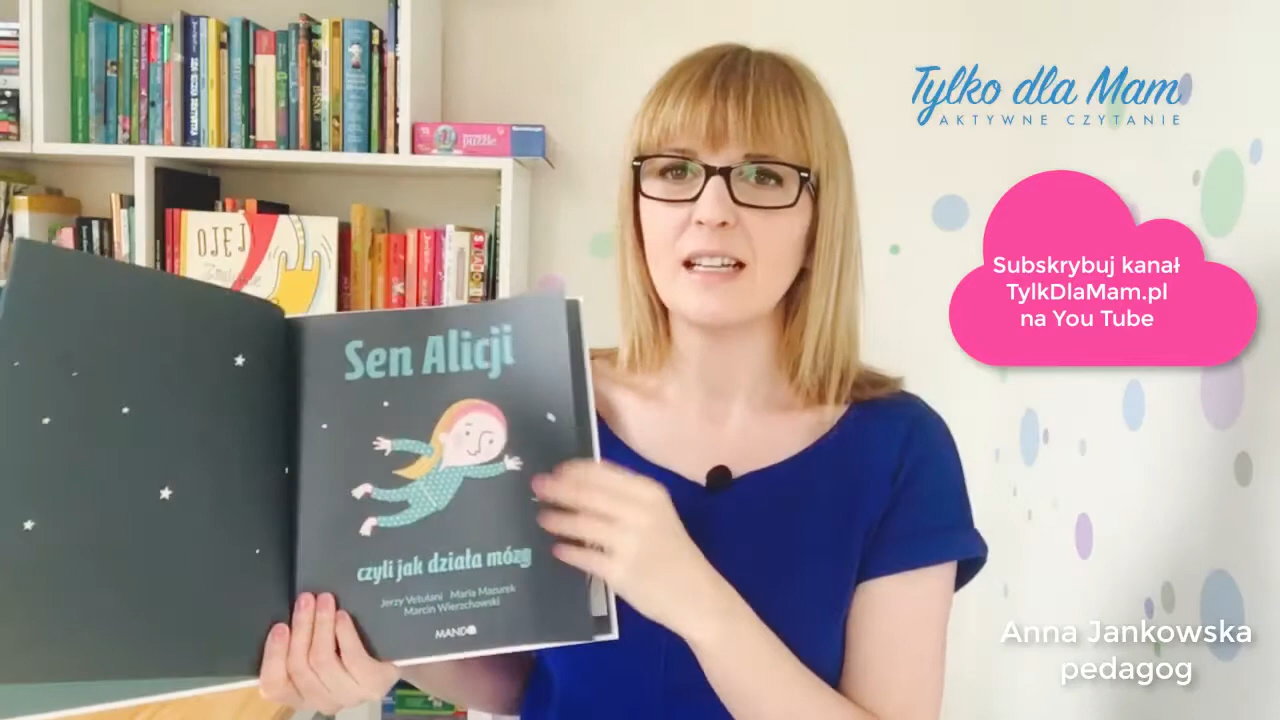 Tylko dla Mam
AKTYWNE CZYTANIE
Subskrybuj kanał
TylkDlaMam.pl
na You Tube
puzzle
OJEJ
Sen Alicji
czyli jak działa mózg
Jerzy Vetulani Maria Mazurek
Marcin Wierzchowski
MANDO
Anna Jankowska
pedagog